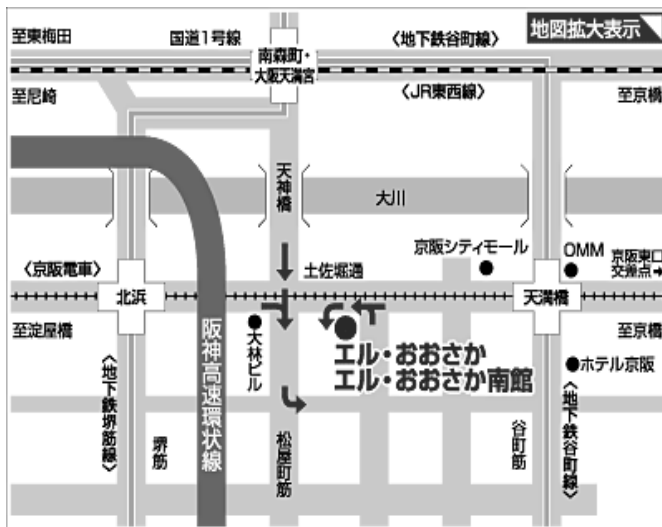 地図拡大表示
至東梅田
国道1号線
南森町・
大阪天満宮
〈地下鉄谷町線〉
至尼崎
〈JR東西線〉
至京橋
天神橋
大川
〈京阪電車〉
土佐堀通
京阪シティモール
OMM
京阪東口
交差点→
北浜
天満橋
至淀屋橋
大林ビル
エル・おおさか
エル・おおさか南館
至京橋
ホテル京阪
〈地下鉄堺筋線〉
堺筋
阪神高速環状線
松屋町筋
谷町筋
〈地下鉄谷町線〉